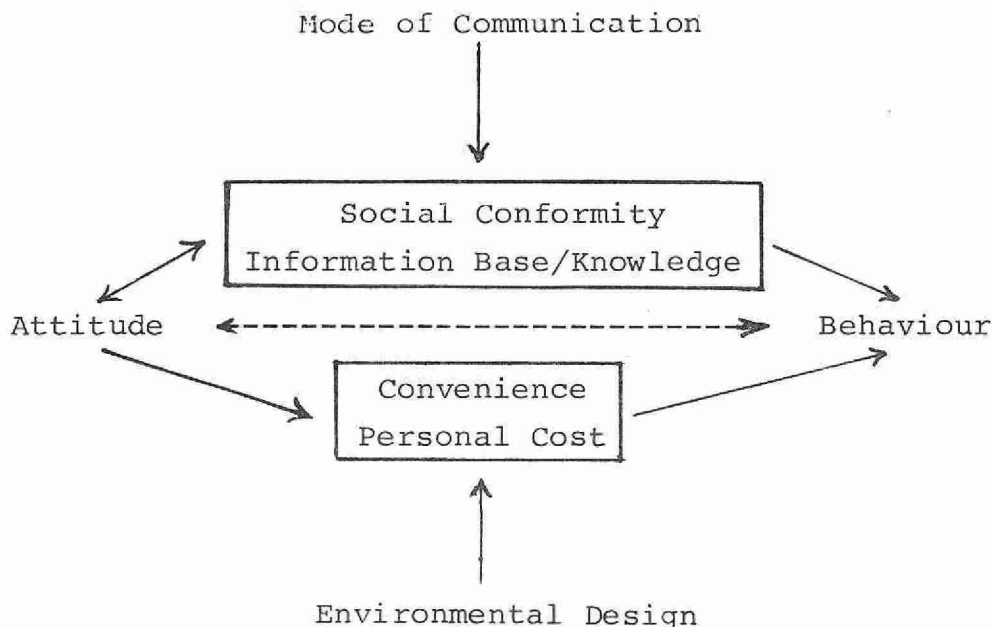 Mode of Communication
Social Conformity
Information Base/Knowledge
Attitude
Behaviour
Convenience
Personal Cost
Environmental Design